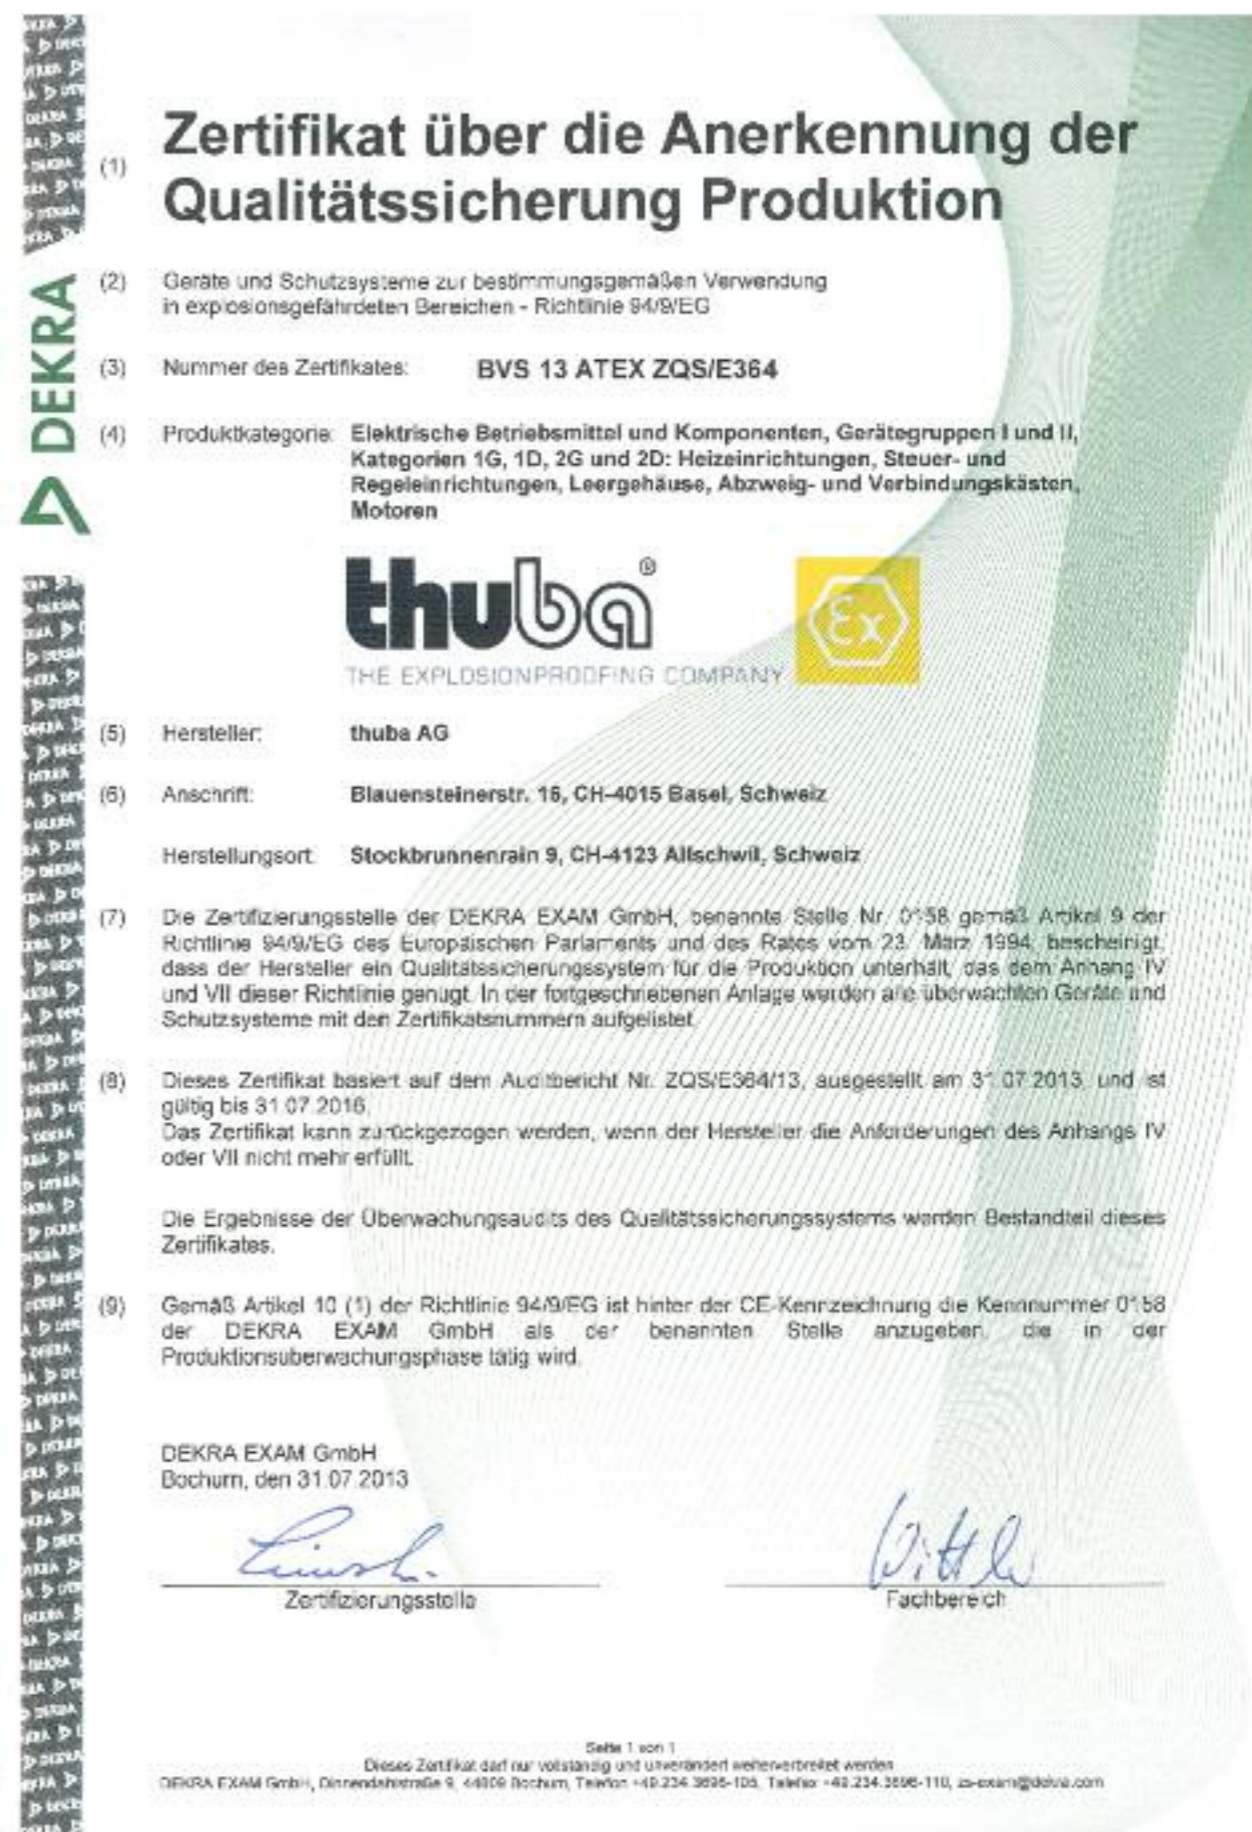 Zertifikat über die Anerkennung der
(1)
Qualitätssicherung Produktion
(2) Geräte und Schutzsysteme zur bestimmungsgemäßen Verwendung
in explosionsgefährdeten Bereichen - Richtlinie 94/9/EG
DEKRA
(3) Nummer des Zertifikates: BVS 13 ATEX ZQS/E364
(4) Produktkategorie: Elektrische Betriebsmittel und Komponenten, Gerätegruppen I und II,
Kategorien 1G, 1D, 2G und 2D: Heizeinrichtungen, Steuer- und
Regeleinrichtungen, Leergehäuse, Abzweig- und Verbindungskästen,
Motoren
thuba® Ex
THE EXPLOSIONPROOFING COMPANY
(5) Hersteller: thuba AG
(6) Anschrift: Blauensteinerstr. 16, CH-4015 Basel, Schweiz
Herstellungsort: Stockbrunnenrain 9, CH-4123 Allschwil, Schweiz
(7) Die Zertifizierungsstelle der DEKRA EXAM GmbH, benannte Stelle Nr. 0158 gemäß Artikel 9 der
Richtlinie 94/9/EG des Europäischen Parlaments und des Rates vom 23. März 1994, bescheinigt,
dass der Hersteller ein Qualitätssicherungssystem für die Produktion unterhält, das dem Anhang IV
und VII dieser Richtlinie genügt. In der fortgeschriebenen Anlage werden alle überwachten Geräte und
Schutzsysteme mit den Zertifikatsnummern aufgelistet.
(8) Dieses Zertifikat basiert auf dem Auditbericht Nr. ZQS/E364/13, ausgestellt am 31.07.2013, und ist
gültig bis 31.07.2016.
Das Zertifikat kann zurückgezogen werden, wenn der Hersteller die Anforderungen des Anhangs IV
oder VII nicht mehr erfüllt.
Die Ergebnisse der Überwachungsaudits des Qualitätssicherungssystems werden Bestandteil dieses
Zertifikates.
(9) Gemäß Artikel 10 (1) der Richtlinie 94/9/EG ist hinter der CE-Kennzeichnung die Kennnummer 0158
der DEKRA EXAM GmbH als der benannten Stelle anzugeben, die in der
Produktionsüberwachungsphase tätig wird.
DEKRA EXAM GmbH
Bochum, den 31.07.2013
Zertifizierungsstelle Fachbereich
Seite 1 von 1
Dieses Zertifikat darf nur vollständig und unverändert weiterverbreitet werden.
DEKRA EXAM GmbH, Dinnendahlstraße 9, 44809 Bochum, Telefon +49.234.3696-105, Telefax +49.234.3696-110, zs-exam@dekra.com